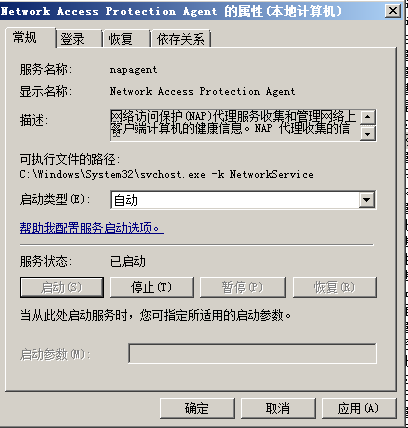 Network Access Protection Agent 的属性(本地计算机)
常规 登录 恢复 依存关系
服务名称: napagent
显示名称: Network Access Protection Agent
描述: 网络访问保护(NAP)代理服务收集和管理网络上
客户端计算机的健康信息。NAP 代理收集的信
可执行文件的路径:
C:\Windows\System32\svchost.exe -k NetworkService
启动类型(E): 自动
帮助我配置服务启动选项。
服务状态: 已启动
启动(S) 停止(T) 暂停(P) 恢复(R)
当从此处启动服务时，您可指定所适用的启动参数。
启动参数(M):
确定 取消 应用(A)